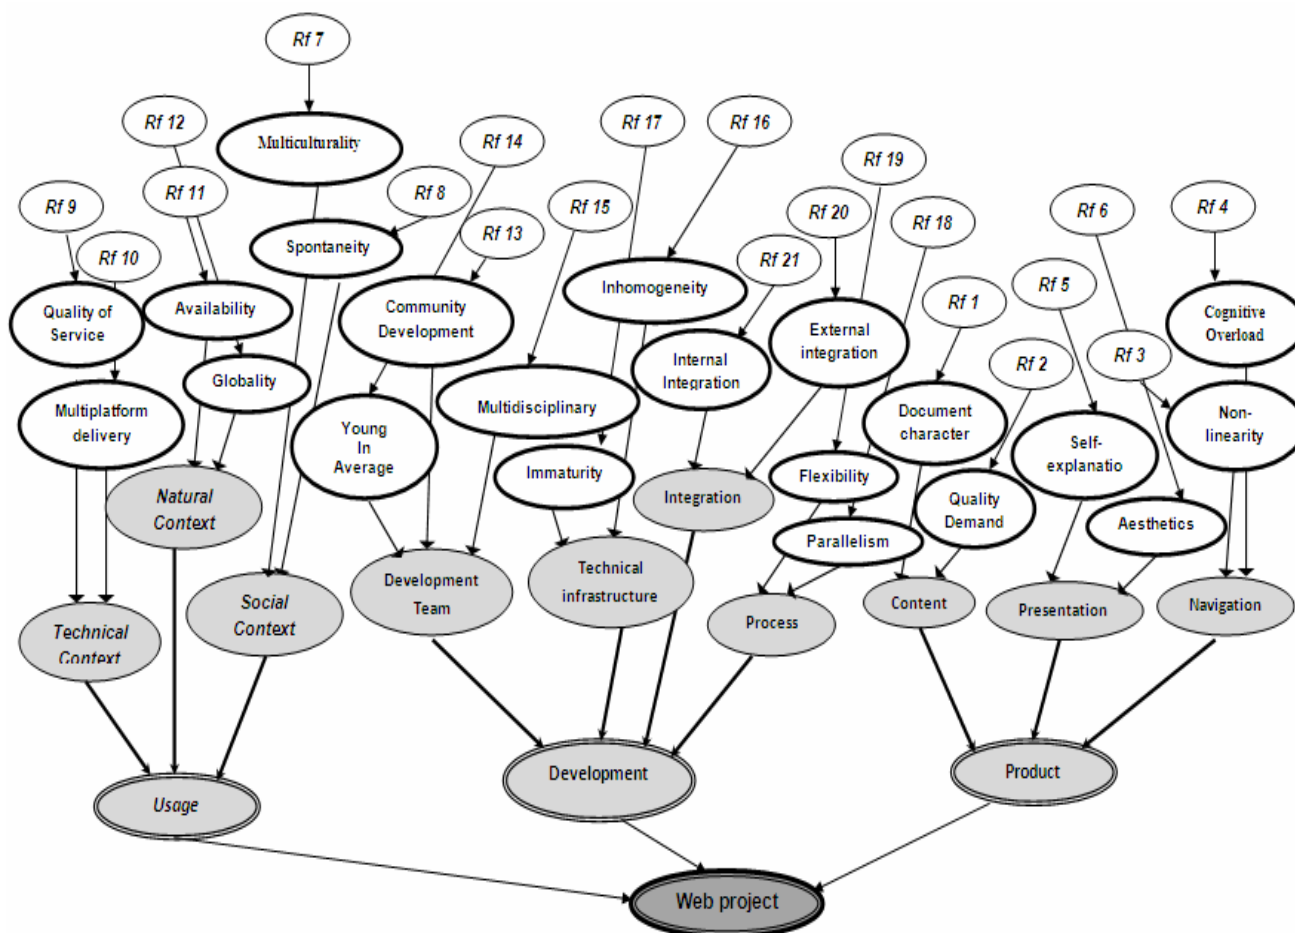 Rf 7
Rf 12
Rf 14
Rf 17
Rf 16
Multiculturality
Rf 19
Rf 11
Rf 8
Rf 15
Rf 9
Rf 20
Rf 18
Rf 6
Rf 4
Rf 13
Spontaneity
Rf 10
Rf 21
Rf 5
Inhomogeneity
Rf 1
Quality of
Service
Availability
Community
Development
External
integration
Cognitive
Overload
Internal
Integration
Rf 2
Rf 3
Globality
Multiplatform
delivery
Multidisciplinary
Document
character
Non-
linearity
Young
In
Average
Self-
explanatio
Immaturity
Flexibility
Natural
Context
Integration
Quality
Demand
Aesthetics
Parallelism
Development
Team
Technical
infrastructure
Social
Context
Content
Presentation
Navigation
Process
Technical
Context
Development
Product
Usage
Web project